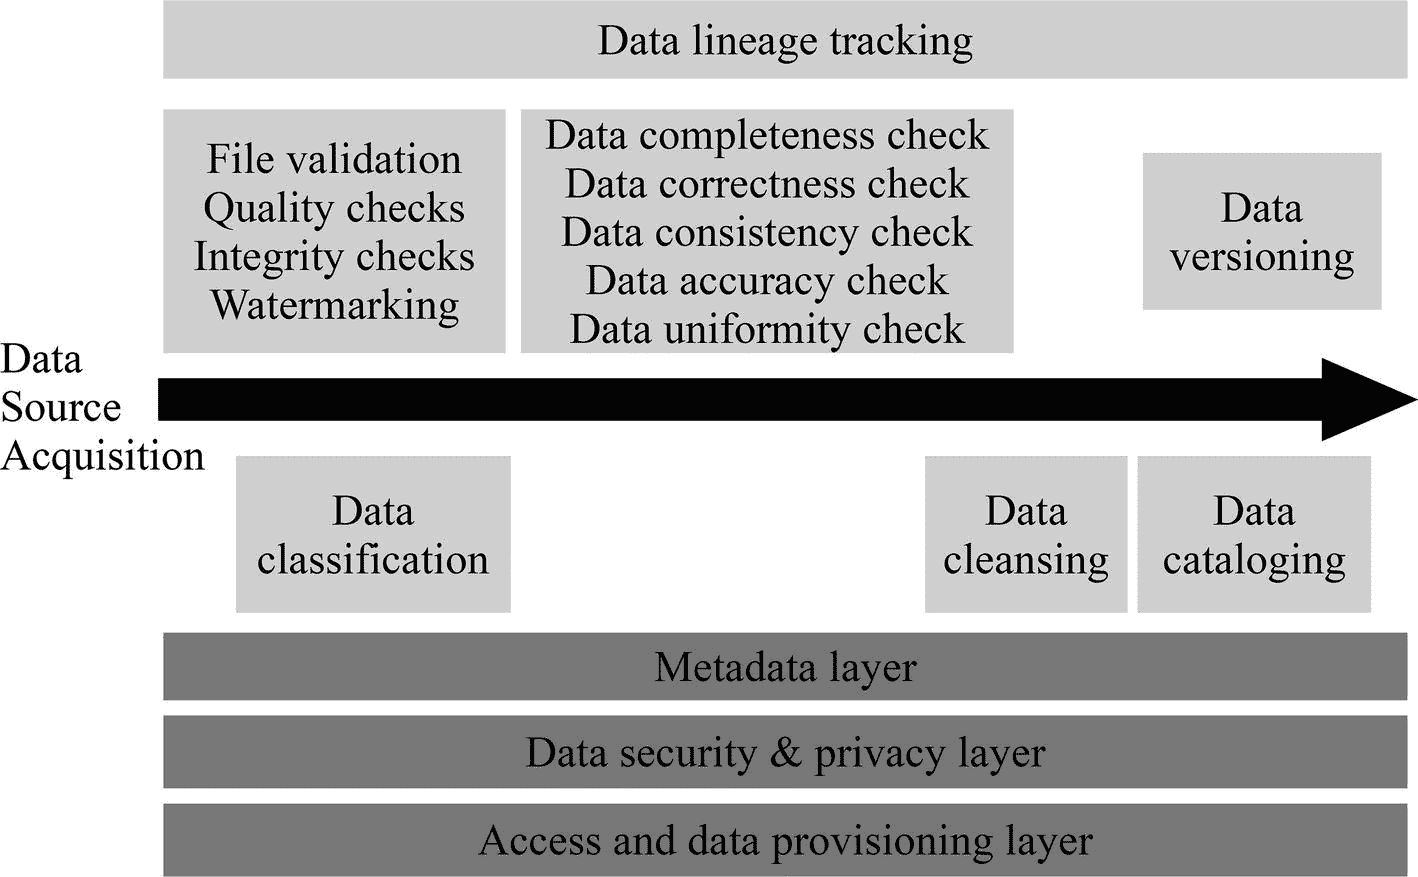 Data lineage tracking
File validation
Quality checks
Integrity checks
Watermarking
Data completeness check
Data correctness check
Data consistency check
Data accuracy check
Data uniformity check
Data
versioning
Data
Source
Acquisition
Data
classification
Data
cleansing
Data
cataloging
Metadata layer
Data security & privacy layer
Access and data provisioning layer